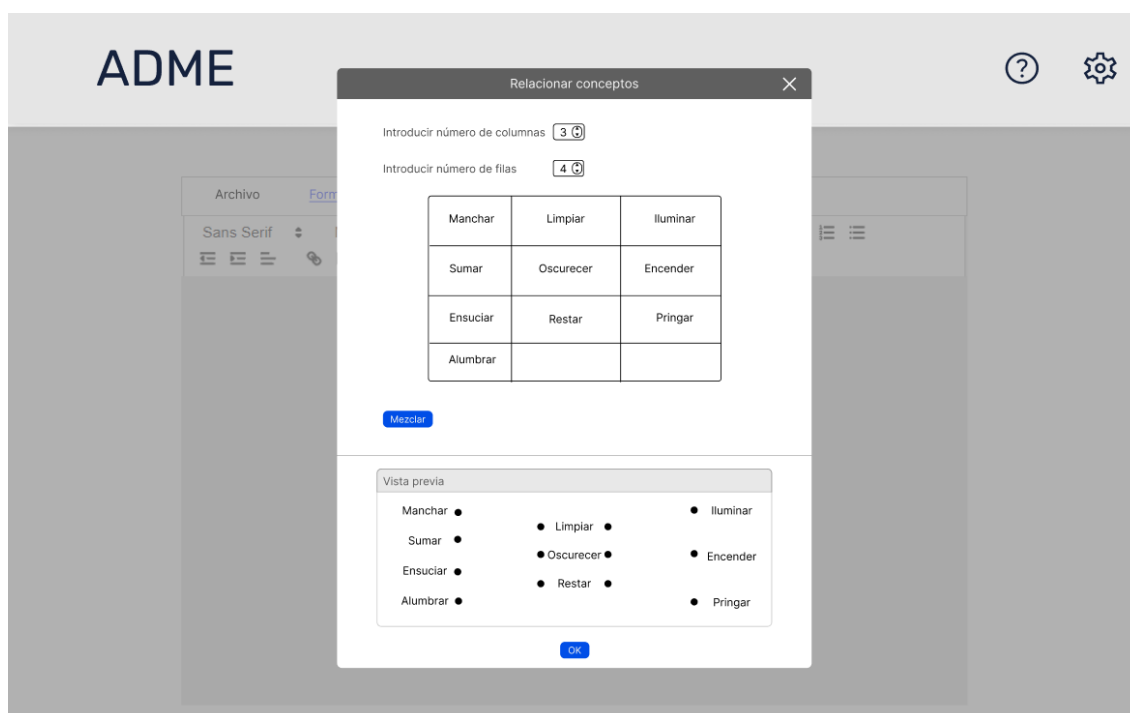 ADME
Relacionar conceptos
Introducir número de columnas 3
Introducir número de filas 4
Archivo Form
Sans Serif
Manchar Limpiar Iluminar
Sumar Oscurecer Encender
Ensuciar Restar Pringar
Alumbrar
Mezclar
Vista previa
Manchar Limpiar Iluminar
Sumar Oscurecer Encender
Ensuciar Restar Pringar
Alumbrar
OK